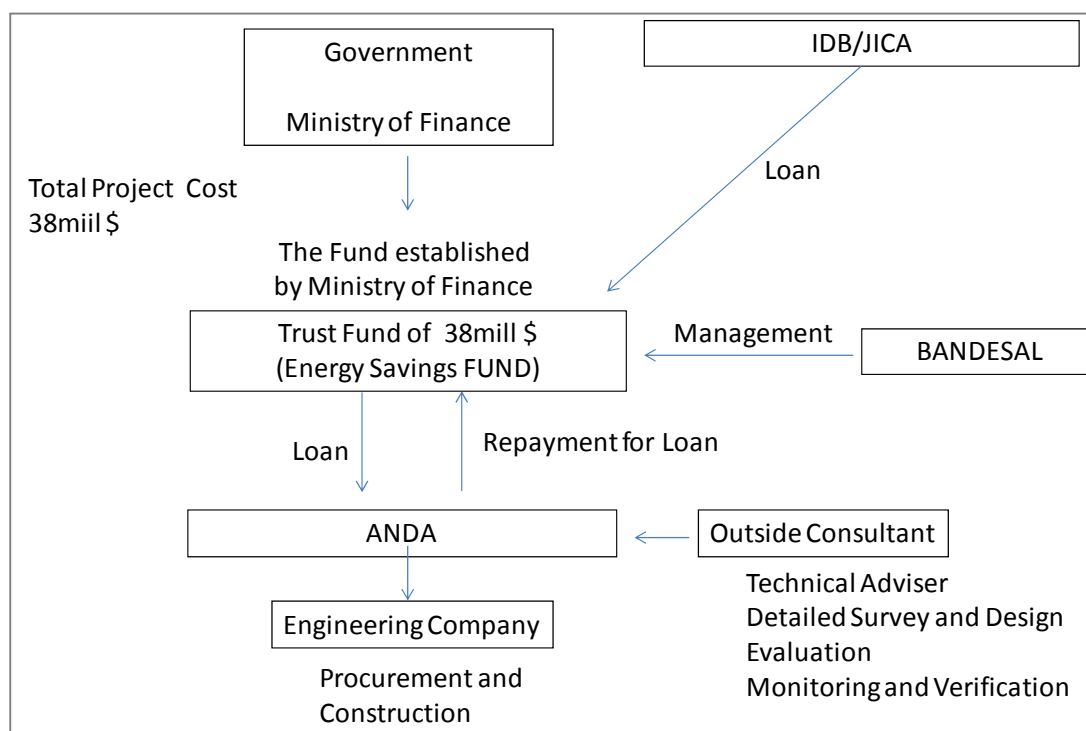 Government
Ministry of Finance
IDB/JICA
Loan
Total Project Cost
38miil $
The Fund established
by Ministry of Finance
Trust Fund of 38mill $
(Energy Savings FUND)
Management
BANDESAL
Loan
Repayment for Loan
ANDA
Outside Consultant
Technical Adviser
Detailed Survey and Design
Evaluation
Monitoring and Verification
Engineering Company
Procurement and
Construction